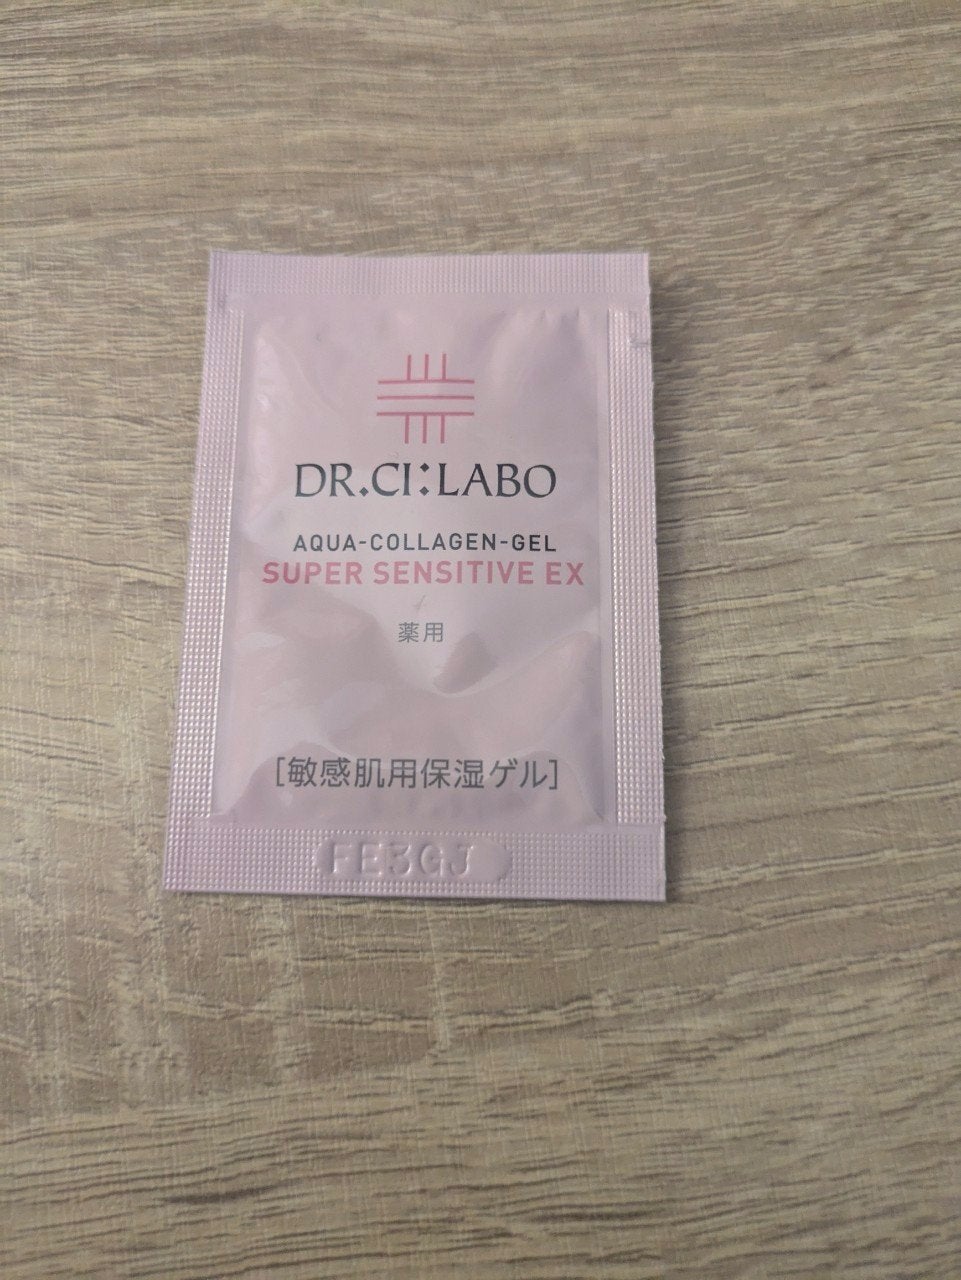 DR.CI:LABO
AQUA-COLLAGEN-GEL
SUPER SENSITIVE EX
薬用
[敏感肌用保湿ゲル]
FE3GJ